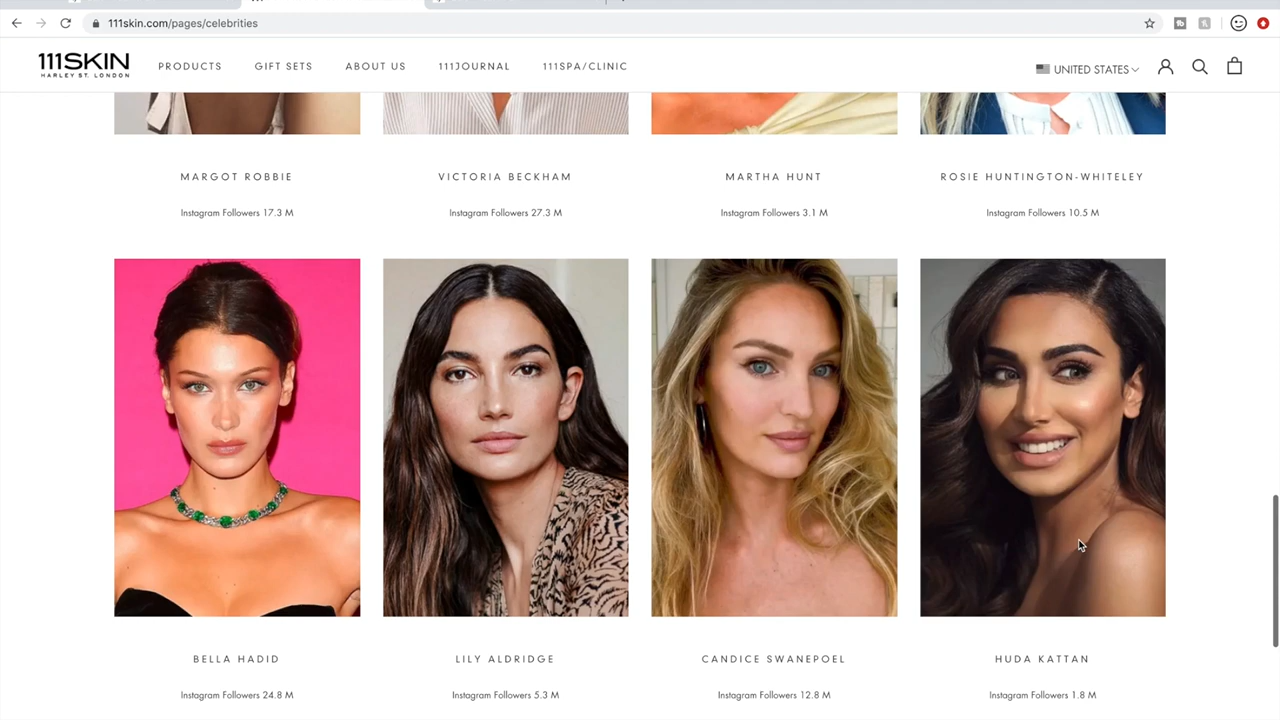 111skin.com/pages/celebrities
111SKIN
HARLEY ST. LONDON
PRODUCTS
GIFT SETS
ABOUT US
111JOURNAL
111SPA/CLINIC
UNITED STATES
MARGOT ROBBIE
VICTORIA BECKHAM
MARTHA HUNT
ROSIE HUNTINGTON-WHITELEY
Instagram Followers 17.3 M
Instagram Followers 27.3 M
Instagram Followers 3.1 M
Instagram Followers 10.5 M
BELLA HADID
LILY ALDRIDGE
CANDICE SWANEPOEL
HUDA KATTAN
Instagram Followers 24.8 M
Instagram Followers 5.3 M
Instagram Followers 12.8 M
Instagram Followers 1.8 M